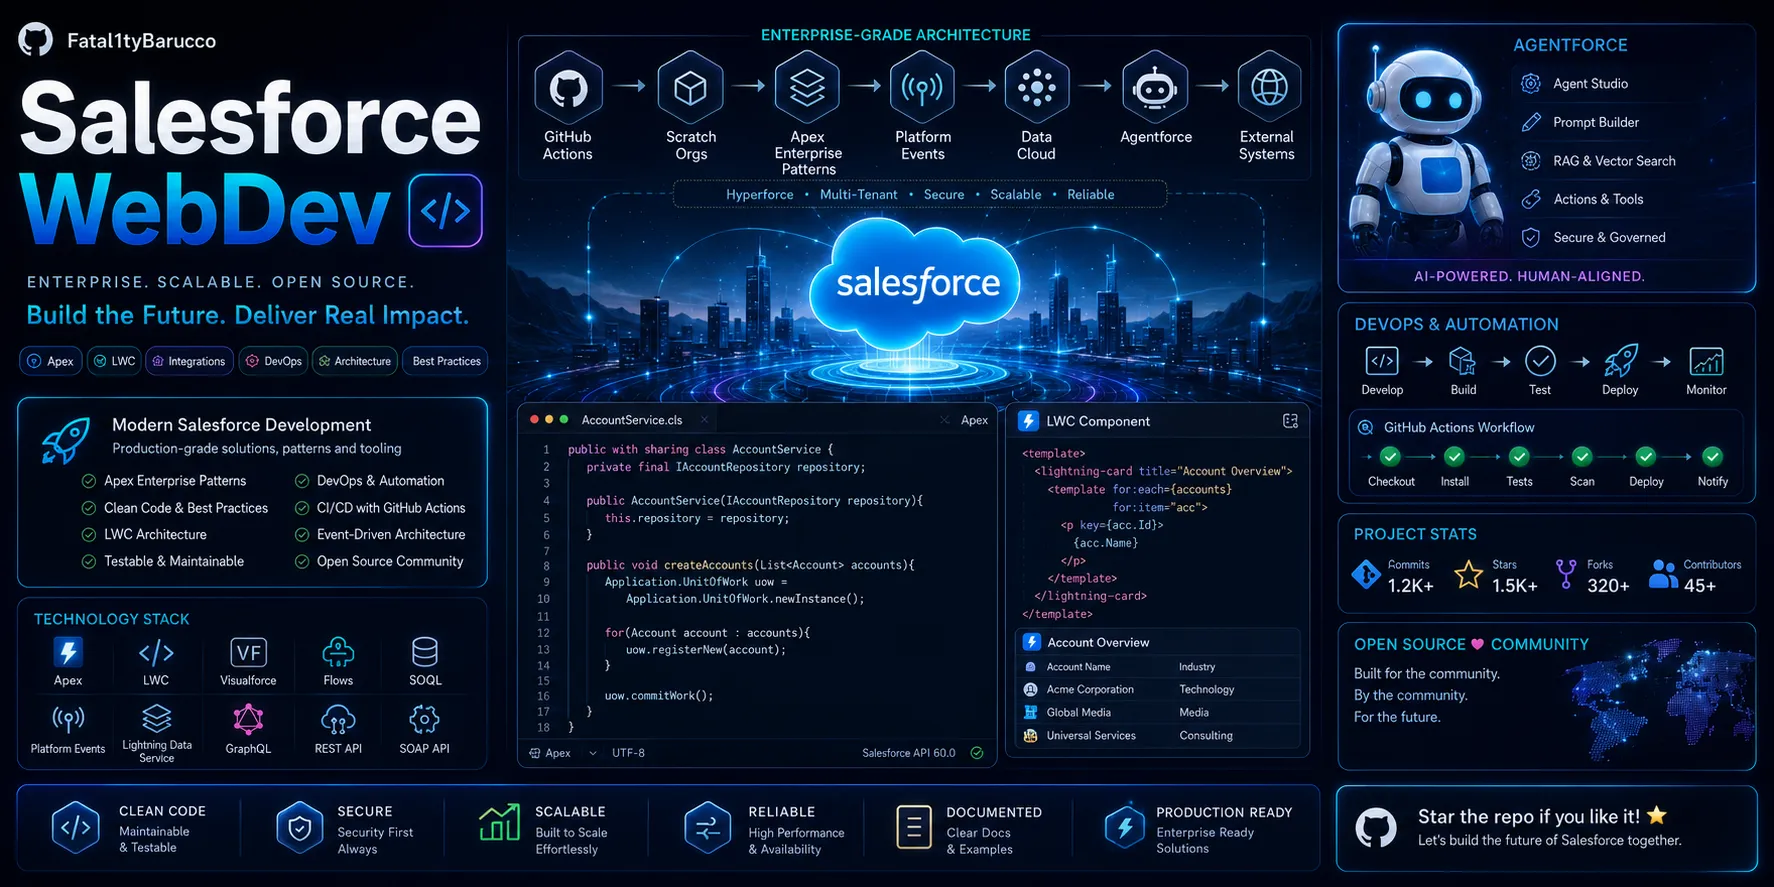 Fatal1tyBarucco
Salesforce
WebDev
</>
ENTERPRISE. SCALABLE. OPEN SOURCE.
Build the Future. Deliver Real Impact.
Apex
LWC
Integrations
DevOps
Architecture
Best Practices
Modern Salesforce Development
Production-grade solutions, patterns and tooling
Apex Enterprise Patterns
Clean Code & Best Practices
LWC Architecture
Testable & Maintainable
DevOps & Automation
CI/CD with GitHub Actions
Event-Driven Architecture
Open Source Community
TECHNOLOGY STACK
Apex
</>
LWC
VF
Visualforce
Flows
SOQL
Platform Events
Lightning Data
Service
GraphQL
REST API
SOAP API
ENTERPRISE-GRADE ARCHITECTURE
GitHub
Actions
Scratch
Orgs
Apex
Enterprise
Patterns
Platform
Events
Data
Cloud
Agentforce
External
Systems
Hyperforce • Multi-Tenant • Secure • Scalable • Reliable
salesforce
AccountService.cls
Apex
1 public with sharing class AccountService {
2 private final IAccountRepository repository;
3
4 public AccountService(IAccountRepository repository){
5 this.repository = repository;
6 }
7
8 public void createAccounts(List<Account> accounts){
9 Application.UnitOfWork uow =
10 Application.UnitOfWork.newInstance();
11
12 for(Account account : accounts){
13 uow.registerNew(account);
14 }
15
16 uow.commitWork();
17 }
18 }
Apex
UTF-8
Salesforce API 60.0
LWC Component
<template>
<lightning-card title="Account Overview">
<template for:each={accounts}
for:item="acc">
<p key={acc.Id}>
{acc.Name}
</p>
</template>
</lightning-card>
</template>
Account Overview
Account Name Industry
Acme Corporation Technology
Global Media Media
Universal Services Consulting
AGENTFORCE
Agent Studio
Prompt Builder
RAG & Vector Search
Actions & Tools
Secure & Governed
AI-POWERED. HUMAN-ALIGNED.
DEVOPS & AUTOMATION
</>
Develop
Build
Test
Deploy
Monitor
GitHub Actions Workflow
Checkout
Install
Tests
Scan
Deploy
Notify
PROJECT STATS
Aommits
1.2K+
Stars
1.5K+
Forks
320+
Contributors
45+
OPEN SOURCE COMMUNITY
Built for the community.
By the community.
For the future.
</>
CLEAN CODE
Maintainable
& Testable
SECURE
Security First
Always
SCALABLE
Built to Scale
Effortlessly
RELIABLE
High Performance
& Availability
DOCUMENTED
Clear Docs
& Examples
PRODUCTION READY
Enterprise Ready
Solutions
Star the repo if you like it!
Let's build the future of Salesforce together.